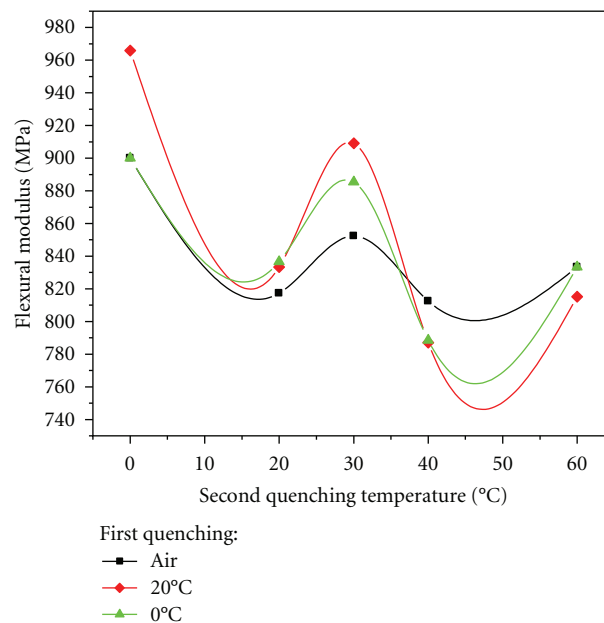 980
960
940
920
900
880
860
840
820
800
780
760
740
Flexural modulus (MPa)
0 10 20 30 40 50 60
Second quenching temperature (°C)
First quenching:
Air
20°C
0°C